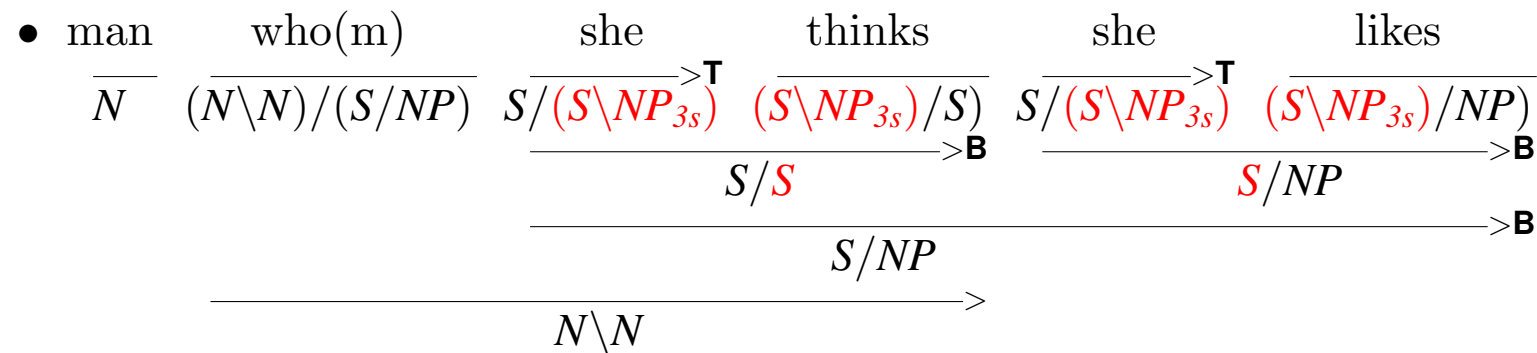 • man who(m) she thinks she likes
>T >T
N (N\N)/(S/NP) S/(S\NP3s) (S\NP3s)/S) S/(S\NP3s) (S\NP3s)/NP)
>B >B
S/S S/NP
>B
S/NP
>
N\N